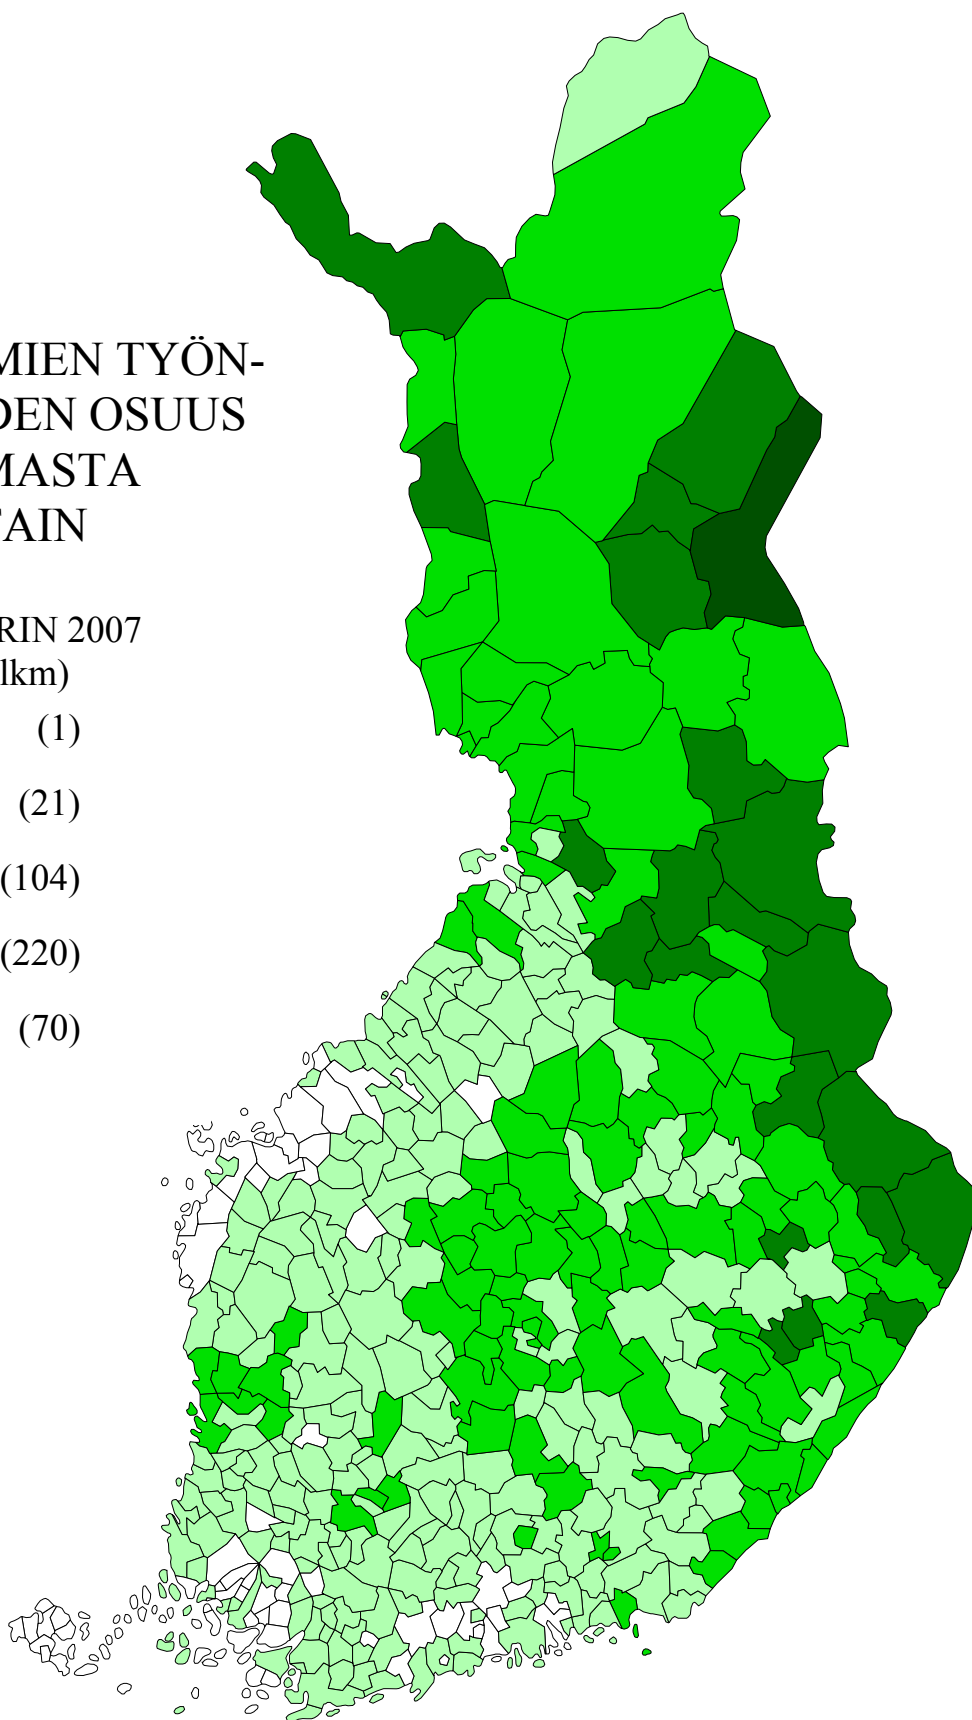 MIEN TYÖN-
DEN OSUUS
MASTA
TAIN
RIN 2007
lkm)
(1)
(21)
(104)
(220)
(70)